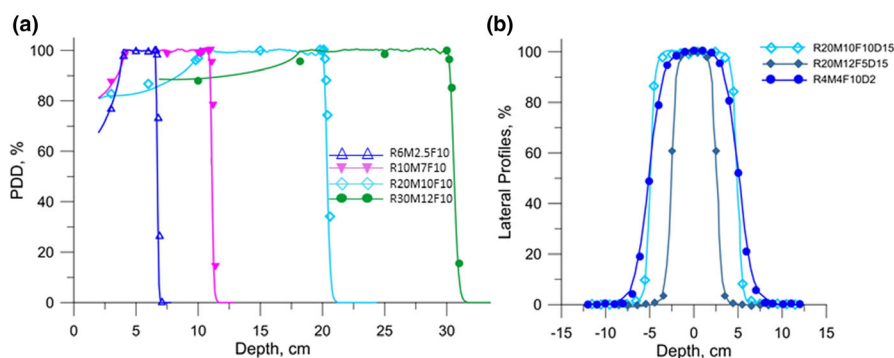 (a)
100
80
60
40
20
0
PDD, %
0
5
10
15
20
25
30
Depth, cm
R6M2.5F10
R10M7F10
R20M10F10
R30M12F10
(b)
100
80
60
40
20
0
Lateral Profiles, %
-15
-10
-5
0
5
10
15
Depth, cm
R20M10F10D15
R20M12F5D15
R4M4F10D2